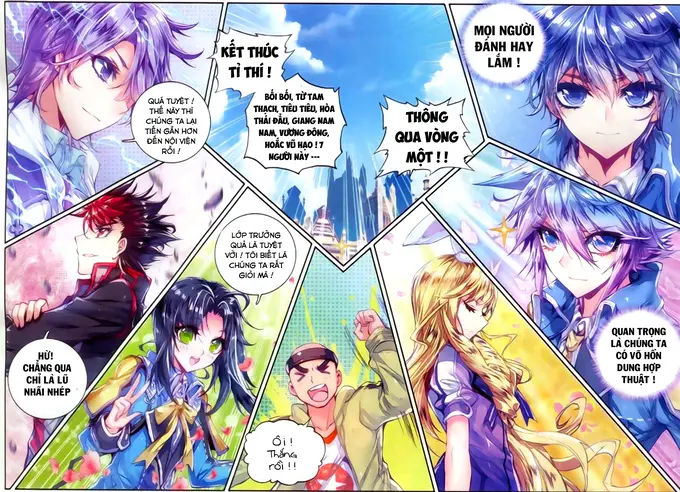 KẾT THÚC
TỈ THÍ !
BỐI BỐI, TỪ TAM
THẠCH, TIÊU TIÊU, HÒA
THÁI ĐẦU, GIANG NAM
NAM, VƯƠNG ĐÔNG,
HOẮC VŨ HẠO ! 7
NGƯỜI NÀY ---
THÔNG
QUA VÒNG
MỘT ! !
MỌI NGƯỜI
ĐÁNH HAY
LẮM !
QUÁ TUYỆT !
THẾ NÀY THÌ
CHÚNG TA LẠI
TIẾN GẦN HƠN
ĐẾN NỘI VIỆN
RỒI !
LỚP TRƯỞNG
QUẢ LÀ TUYỆT
VỜI ! TÔI BIẾT LÀ
CHÚNG TA RẤT
GIỎI MÀ !
QUAN TRỌNG
LÀ CHÚNG TA
CÓ VÕ HỒN
DUNG HỢP
THUẬT !
HỪ!
CHẲNG QUA
CHỈ LÀ LŨ
NHÃI NHÉP
Ôi !
Thắng
rồi ! !